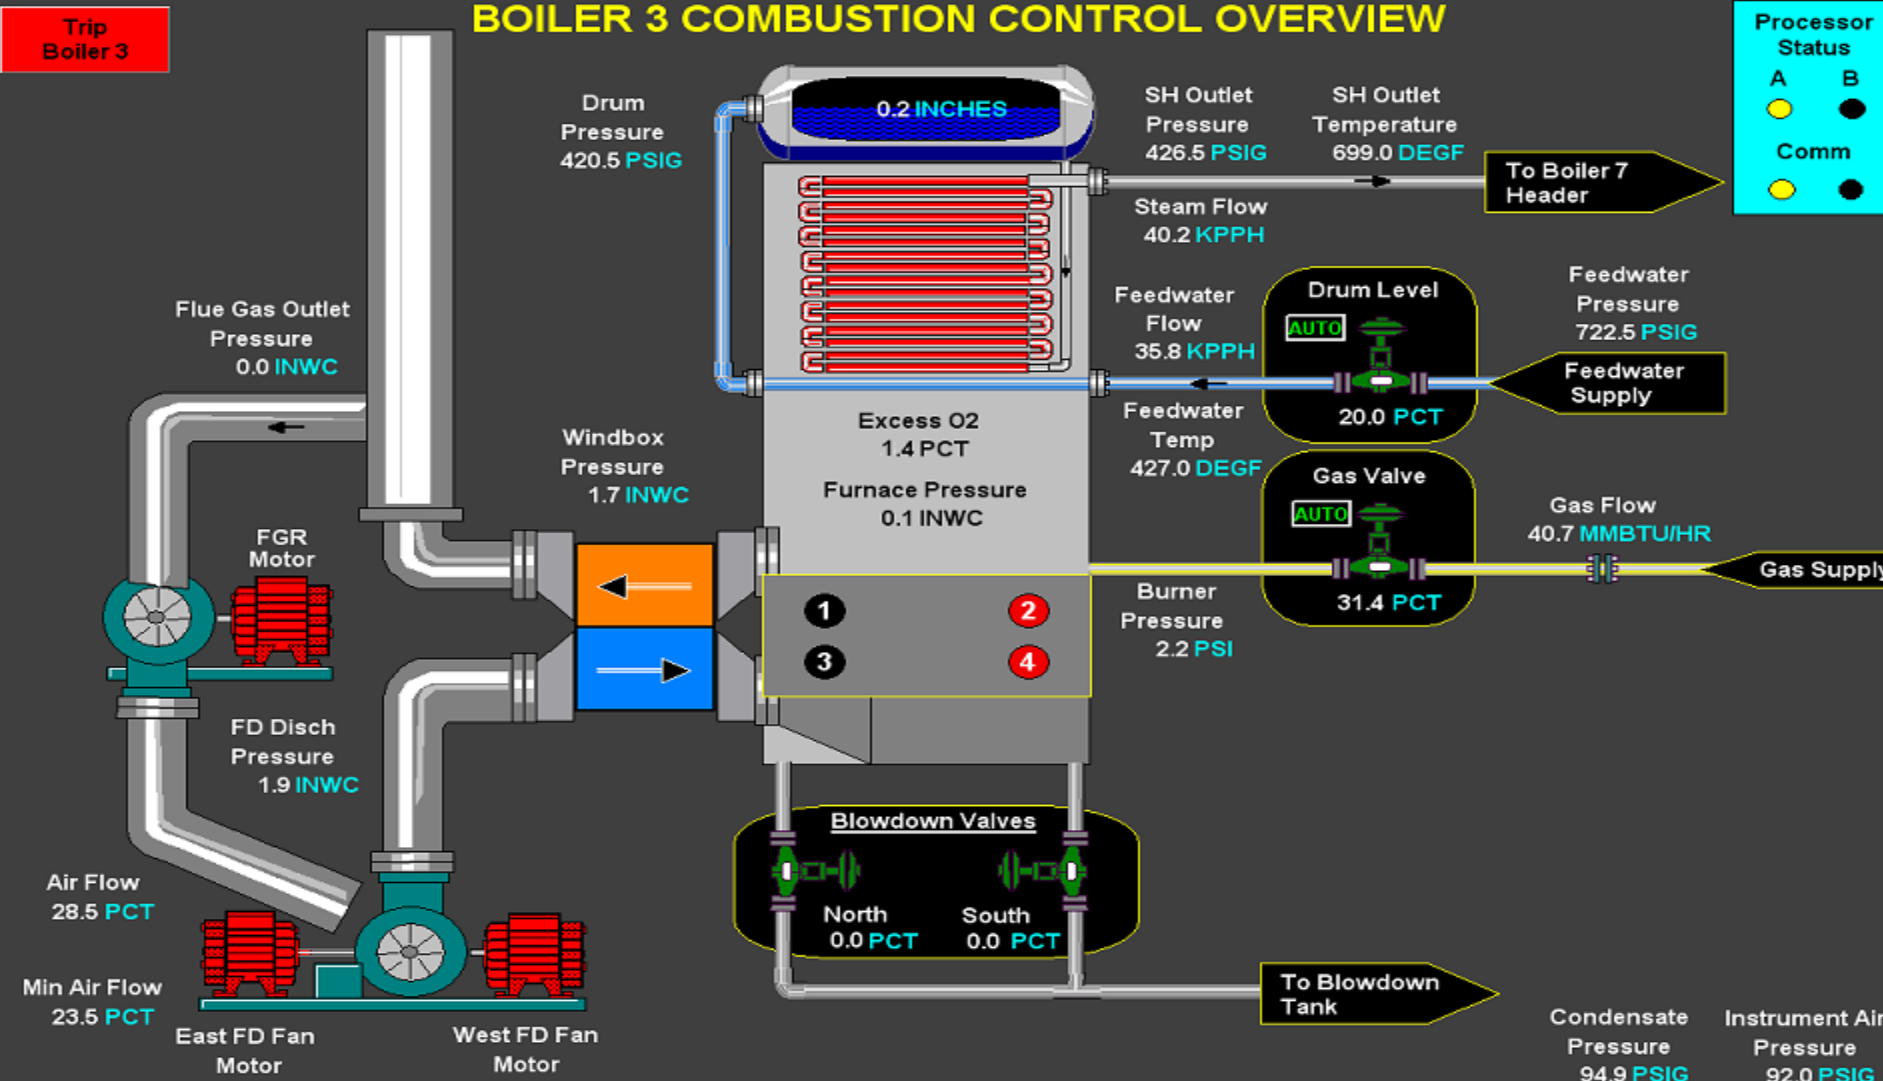 BOILER 3 COMBUSTION CONTROL OVERVIEW
Trip
Boiler 3
Processor
Status
A B
Comm
Drum
Pressure
420.5 PSIG
0.2 INCHES
SH Outlet
Pressure
426.5 PSIG
SH Outlet
Temperature
699.0 DEGF
To Boiler 7
Header
Steam Flow
40.2 KPPH
Feedwater
Flow
35.8 KPPH
Drum Level
AUTO
20.0 PCT
Feedwater
Pressure
722.5 PSIG
Feedwater
Supply
Feedwater
Temp
427.0 DEGF
Flue Gas Outlet
Pressure
0.0 INWC
Windbox
Pressure
1.7 INWC
Excess O2
1.4 PCT
Furnace Pressure
0.1 INWC
Gas Valve
AUTO
31.4 PCT
Gas Flow
40.7 MMBTU/HR
Gas Supply
Burner
Pressure
2.2 PSI
FGR
Motor
1 2
3 4
FD Disch
Pressure
1.9 INWC
Blowdown Valves
North
0.0 PCT
South
0.0 PCT
Air Flow
28.5 PCT
Min Air Flow
23.5 PCT
East FD Fan
Motor
West FD Fan
Motor
To Blowdown
Tank
Condensate
Pressure
94.9 PSIG
Instrument Air
Pressure
92.0 PSIG